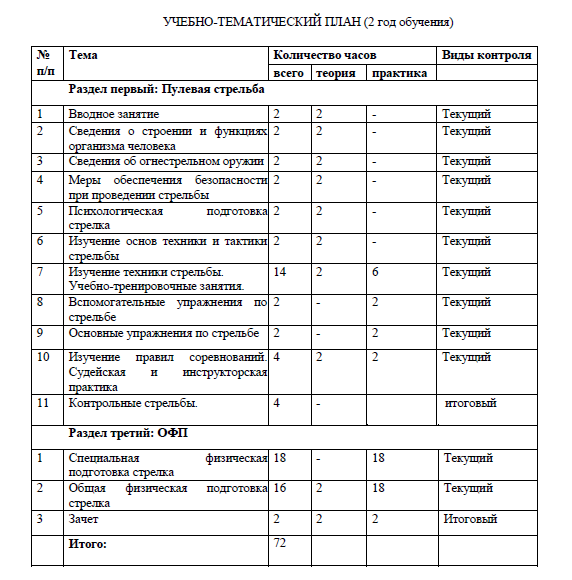 УЧЕБНО-ТЕМАТИЧЕСКИЙ ПЛАН (2 год обучения)
№ п/п Тема Количество часов Виды контроля
всего теория практика
Раздел первый: Пулевая стрельба
1 Вводное занятие 2 2 - Текущий
2 Сведения о строении и функциях 2 2 - Текущий
организма человека
3 Сведения об огнестрельном оружии 2 2 - Текущий
4 Меры обеспечения безопасности 2 2 - Текущий
при проведении стрельбы
5 Психологическая подготовка 2 2 - Текущий
стрелка
6 Изучение основ техники и тактики 2 2 - Текущий
стрельбы
7 Изучение техники стрельбы. 14 2 6 Текущий
Учебно-тренировочные занятия.
8 Вспомогательные упражнения по 2 - 2 Текущий
стрельбе
9 Основные упражнения по стрельбе 2 - 2 Текущий
10 Изучение правил соревнований. 4 2 2 Текущий
Судейская и инструкторская
практика
11 Контрольные стрельбы. 4 - итоговый
Раздел третий: ОФП
1 Специальная физическая 18 - 18 Текущий
подготовка стрелка
2 Общая физическая подготовка 16 2 18 Текущий
стрелка
3 Зачет 2 2 2 Итоговый
Итого: 72